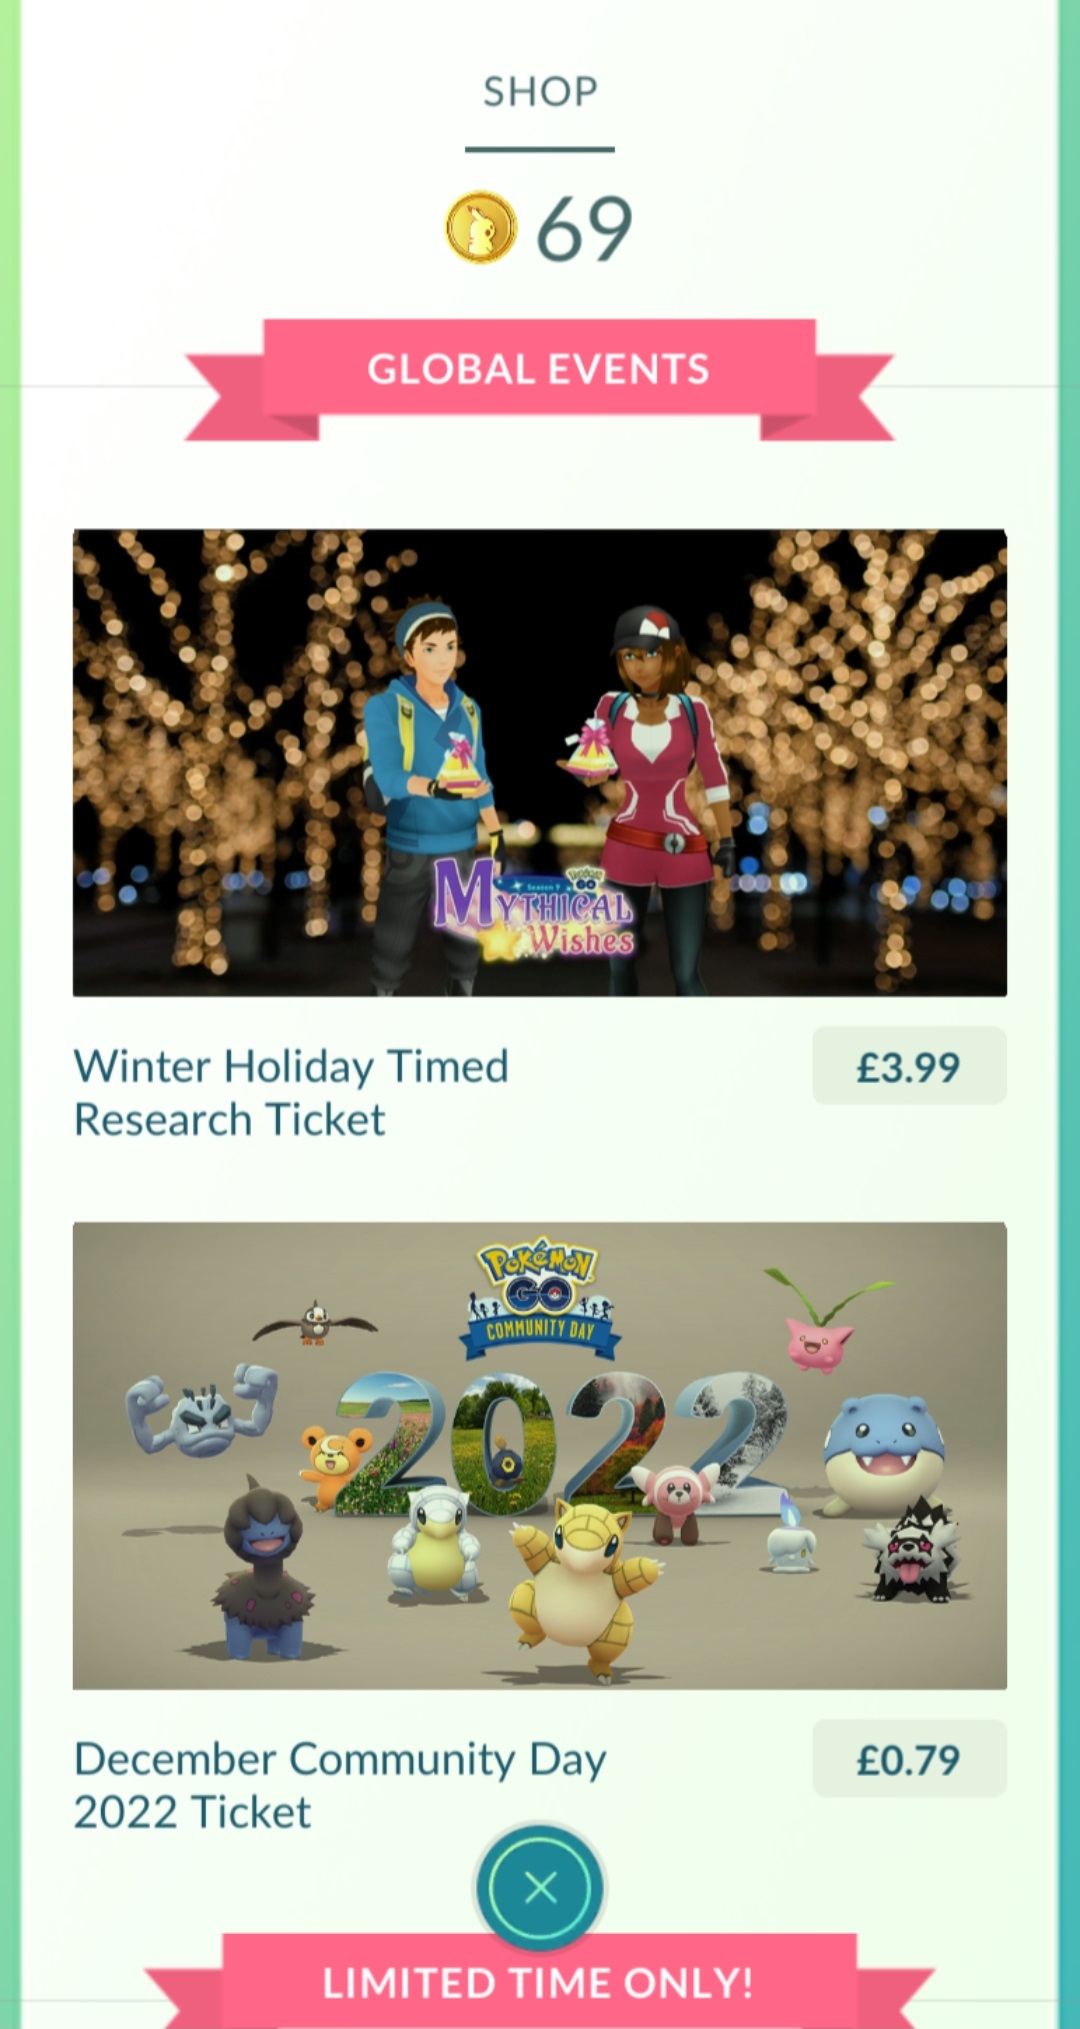 SHOP
69
GLOBAL EVENTS
Season 9
POKÉMON
GO
MYTHICAL
Wishes
Winter Holiday Timed
Research Ticket
£3.99
POKÉMON
GO
COMMUNITY DAY
2022
December Community Day
2022 Ticket
£0.79
LIMITED TIME ONLY!